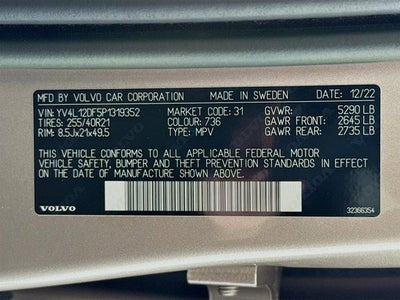 MFD BY VOLVO CAR CORPORATION MADE IN SWEDEN DATE 12/22
VIN: YV4L12DF5P1319352 MARKET CODE: 31 GVWR: 5290 LB
TIRES: 255/40R21 COLOUR: 736 GAWR FRONT: 2645 LB
RIM: 8.5Jx21x49.5 TYPE: MPV GAWR REAR: 2735 LB
THIS VEHICLE CONFORMS TO ALL APPLICABLE FEDERAL MOTOR
VEHICLE SAFETY, BUMPER AND THEFT PREVENTION STANDARDS IN EFFECT
ON THE DATE OF MANUFACTURE SHOWN ABOVE.
VOLVO 32366354